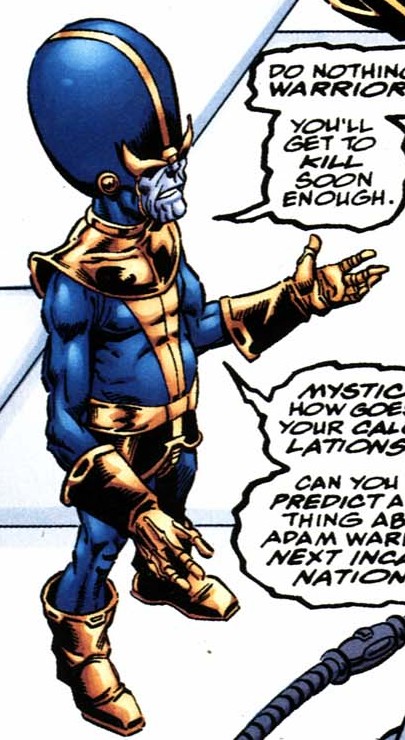 DO NOTHING
WARRIOR
YOU'LL
GET TO
KILL
SOON
ENOUGH.
MYSTIC
HOW GOES
YOUR CALC
LATIONS
CAN YOU
PREDICT A
THING AB
ADAM WAR
NEXT INCA
NATION